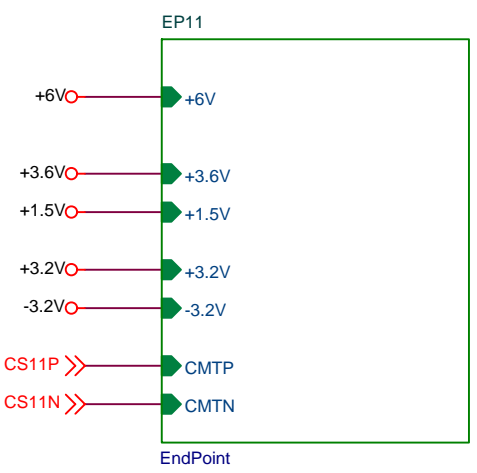 EP11
+6V +6V
+3.6V +3.6V
+1.5V +1.5V
+3.2V +3.2V
-3.2V -3.2V
CS11P CMTP
CS11N CMTN
EndPoint